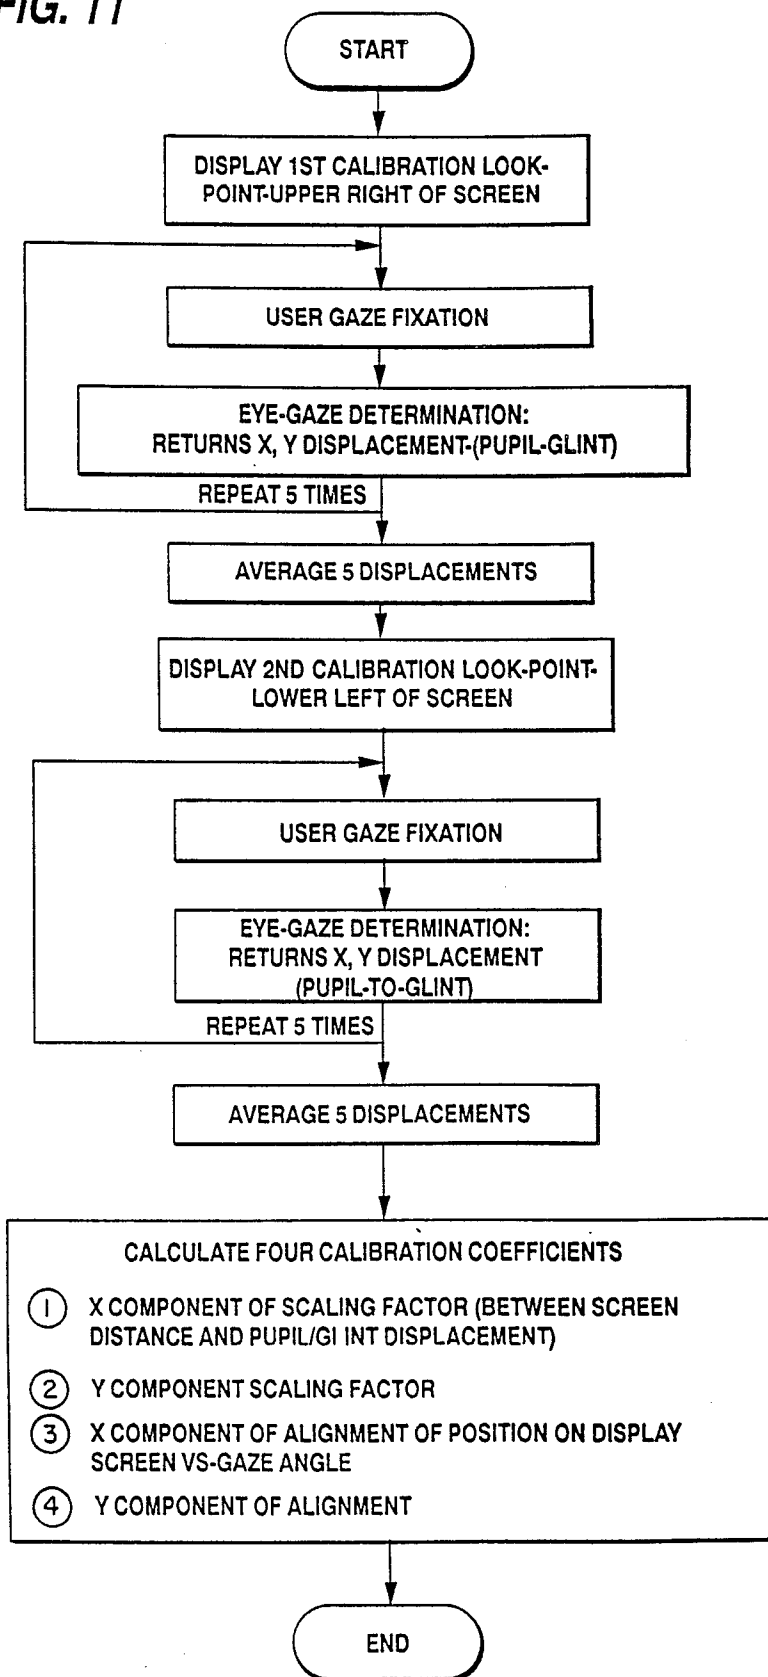 FIG. 11
START
DISPLAY 1ST CALIBRATION LOOK-
POINT-UPPER RIGHT OF SCREEN
USER GAZE FIXATION
EYE-GAZE DETERMINATION:
RETURNS X, Y DISPLACEMENT-(PUPIL-GLINT)
REPEAT 5 TIMES
AVERAGE 5 DISPLACEMENTS
DISPLAY 2ND CALIBRATION LOOK-POINT-
LOWER LEFT OF SCREEN
USER GAZE FIXATION
EYE-GAZE DETERMINATION:
RETURNS X, Y DISPLACEMENT
(PUPIL-TO-GLINT)
REPEAT 5 TIMES
AVERAGE 5 DISPLACEMENTS
CALCULATE FOUR CALIBRATION COEFFICIENTS
1 X COMPONENT OF SCALING FACTOR (BETWEEN SCREEN
DISTANCE AND PUPIL/GI INT DISPLACEMENT)
2 Y COMPONENT SCALING FACTOR
3 X COMPONENT OF ALIGNMENT OF POSITION ON DISPLAY
SCREEN VS-GAZE ANGLE
4 Y COMPONENT OF ALIGNMENT
END